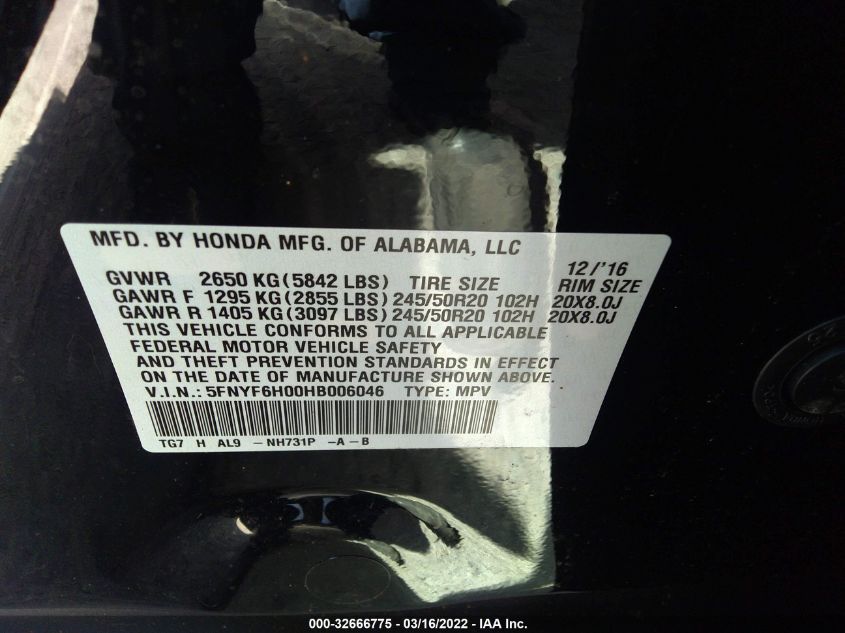 MFD. BY HONDA MFG. OF ALABAMA, LLC
12/'16
GVWR 2650 KG(5842 LBS) TIRE SIZE RIM SIZE
GAWR F 1295 KG(2855 LBS) 245/50R20 102H 20X8.0J
GAWR R 1405 KG(3097 LBS) 245/50R20 102H 20X8.0J
THIS VEHICLE CONFORMS TO ALL APPLICABLE
FEDERAL MOTOR VEHICLE SAFETY
AND THEFT PREVENTION STANDARDS IN EFFECT
ON THE DATE OF MANUFACTURE SHOWN ABOVE.
V.I.N.: 5FNYF6H00HB006046 TYPE: MPV
TG7 H AL9 -NH731P -A-B
000-32666775 - 03/16/2022 - IAA Inc.